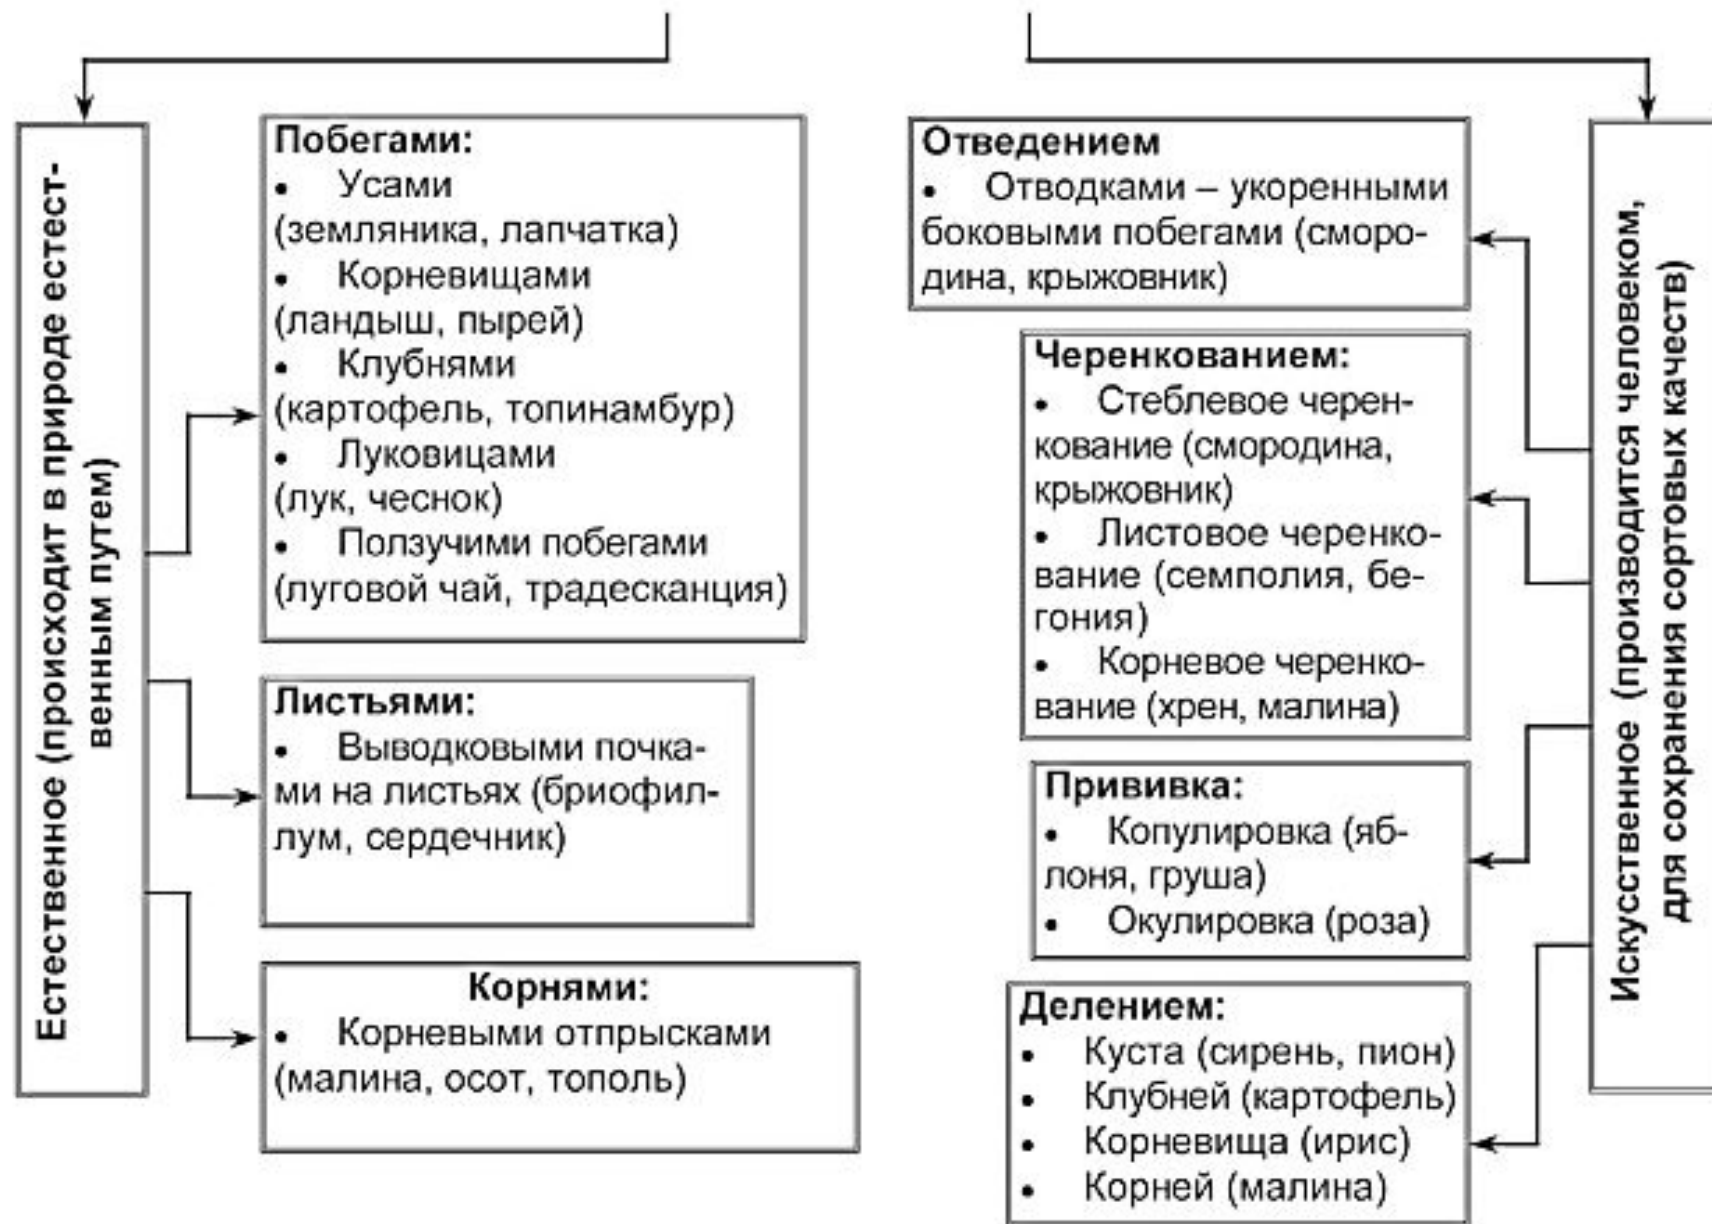 Естественное (происходит в природе естест-
венным путем)
Побегами:
• Усами
(земляника, лапчатка)
• Корневищами
(ландыш, пырей)
• Клубнями
(картофель, топинамбур)
• Луковицами
(лук, чеснок)
• Ползучими побегами
(луговой чай, традесканция)
Листьями:
• Выводковыми почка-
ми на листьях (бриофил-
лум, сердечник)
Корнями:
• Корневыми отпрысками
(малина, осот, тополь)
Отведением
• Отводками – укоренными
боковыми побегами (сморо-
дина, крыжовник)
Черенкованием:
• Стеблевое черен-
кование (смородина,
крыжовник)
• Листовое черенко-
вание (семполия, бе-
гония)
• Корневое черенко-
вание (хрен, малина)
Прививка:
• Копулировка (яб-
лоня, груша)
• Окулировка (роза)
Делением:
• Куста (сирень, пион)
• Клубней (картофель)
• Корневища (ирис)
• Корней (малина)
Искусственное (производится человеком,
для сохранения сортовых качеств)